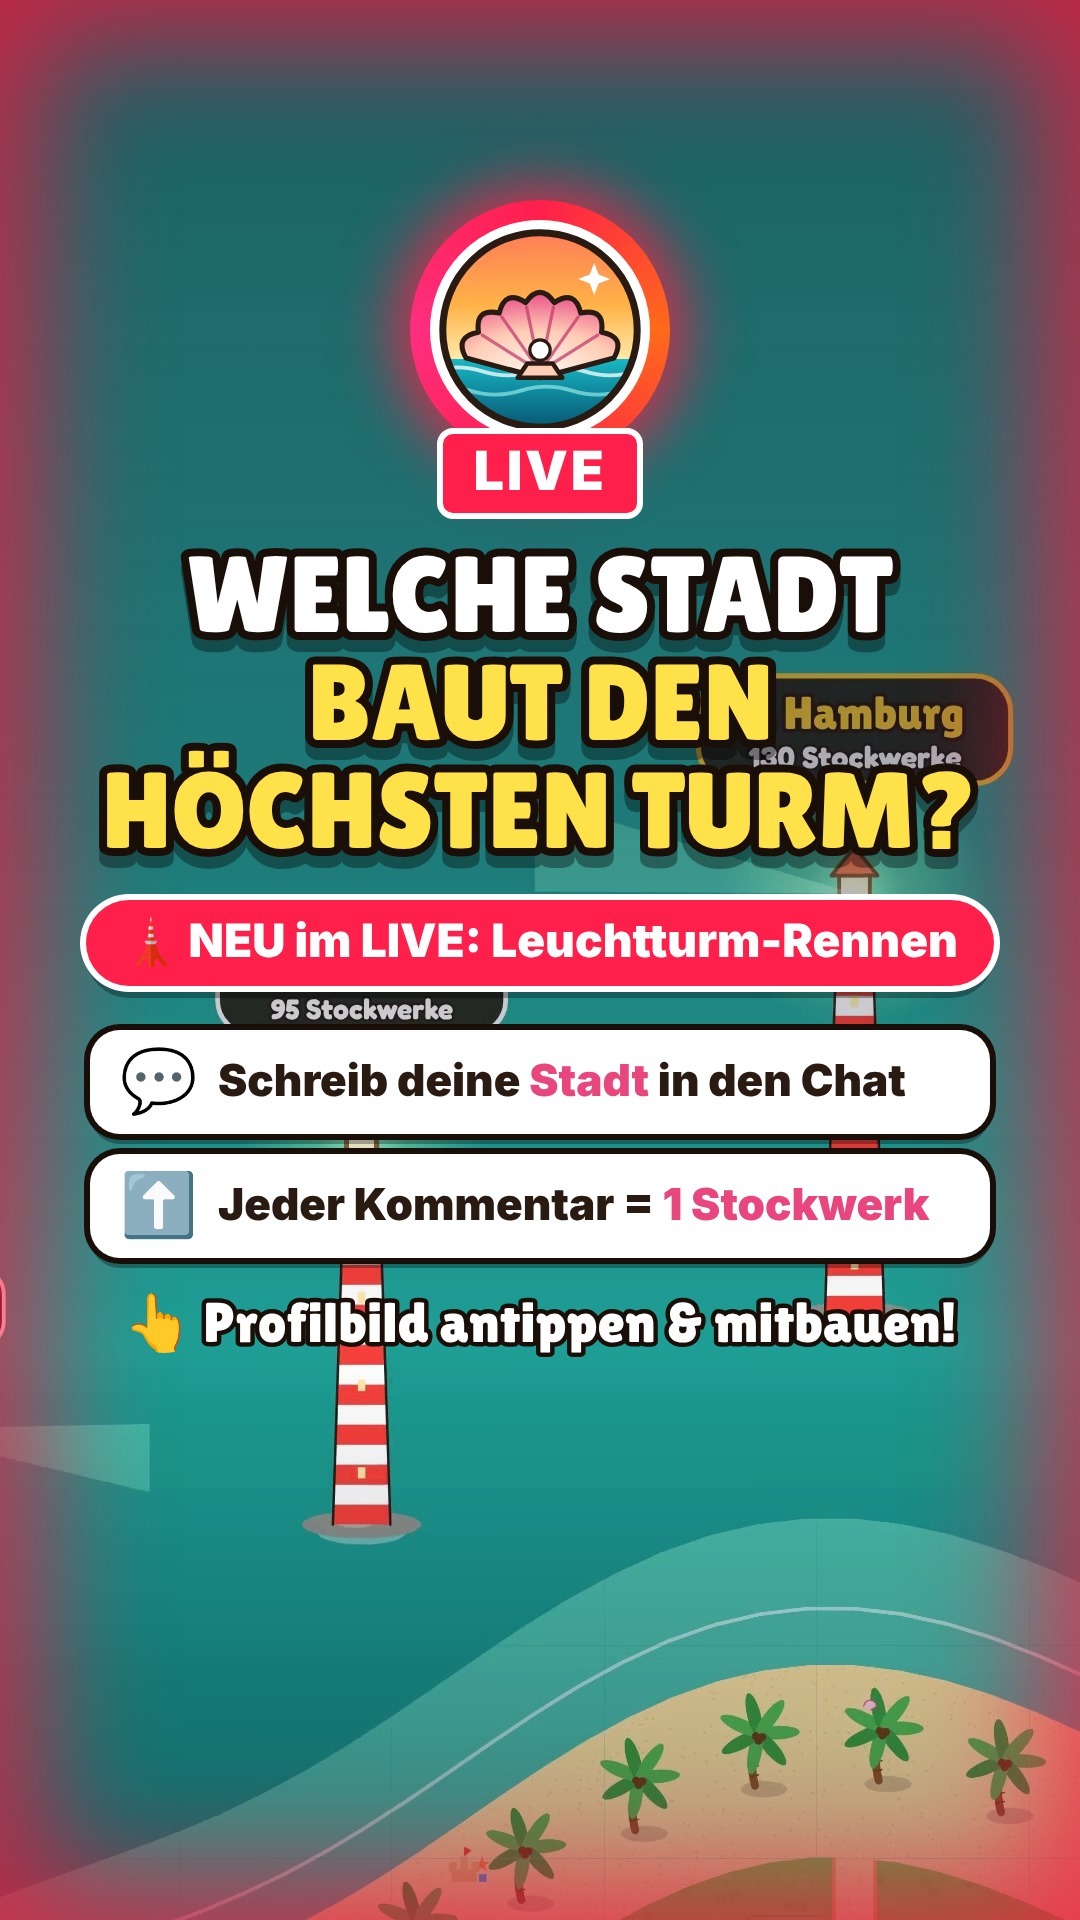 LIVE
WELCHE STADT
BAUT DEN
HÖCHSTEN TURM?
Hamburg
130 Stockwerke
NEU im LIVE: Leuchtturm-Rennen
95 Stockwerke
Schreib deine Stadt in den Chat
Jeder Kommentar = 1 Stockwerk
Profilbild antippen & mitbauen!